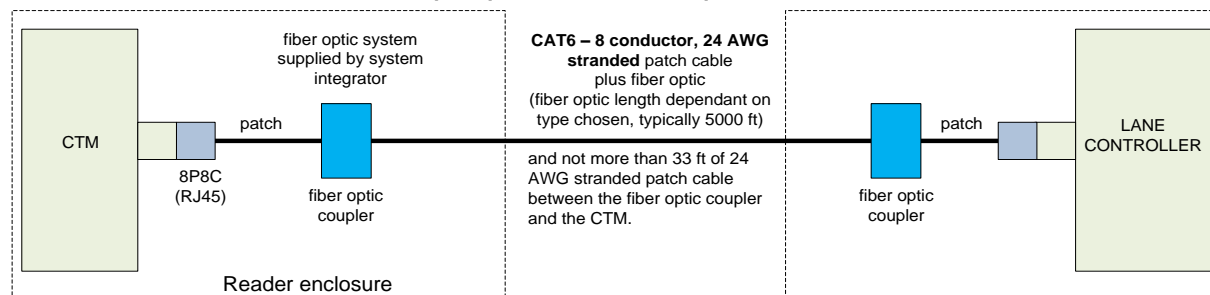 fiber optic system
supplied by system
integrator
CAT6 – 8 conductor, 24 AWG
stranded patch cable
plus fiber optic
(fiber optic length dependant on
type chosen, typically 5000 ft)
CTM
patch
patch
LANE
CONTROLLER
8P8C
(RJ45)
fiber optic
coupler
and not more than 33 ft of 24
AWG stranded patch cable
between the fiber optic coupler
and the CTM.
fiber optic
coupler
Reader enclosure